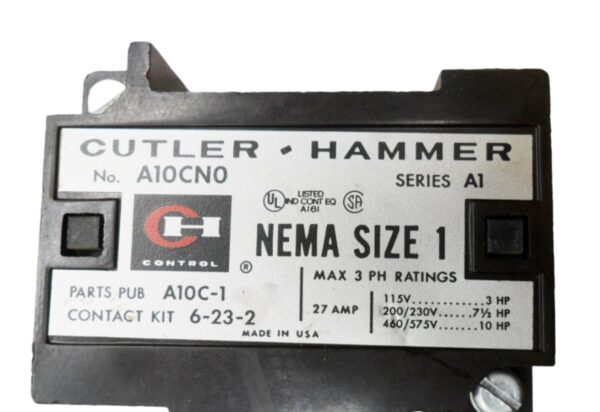 CUTLER • HAMMER
No. A10CN0 SERIES A1
UL LISTED IND CONT EQ A161 SA
CH
CONTROL ®
NEMA SIZE 1
MAX 3 PH RATINGS
PARTS PUB A10C-1
CONTACT KIT 6-23-2
27 AMP
115V............3 HP
200/230V.......7½ HP
460/575V.......10 HP
MADE IN USA